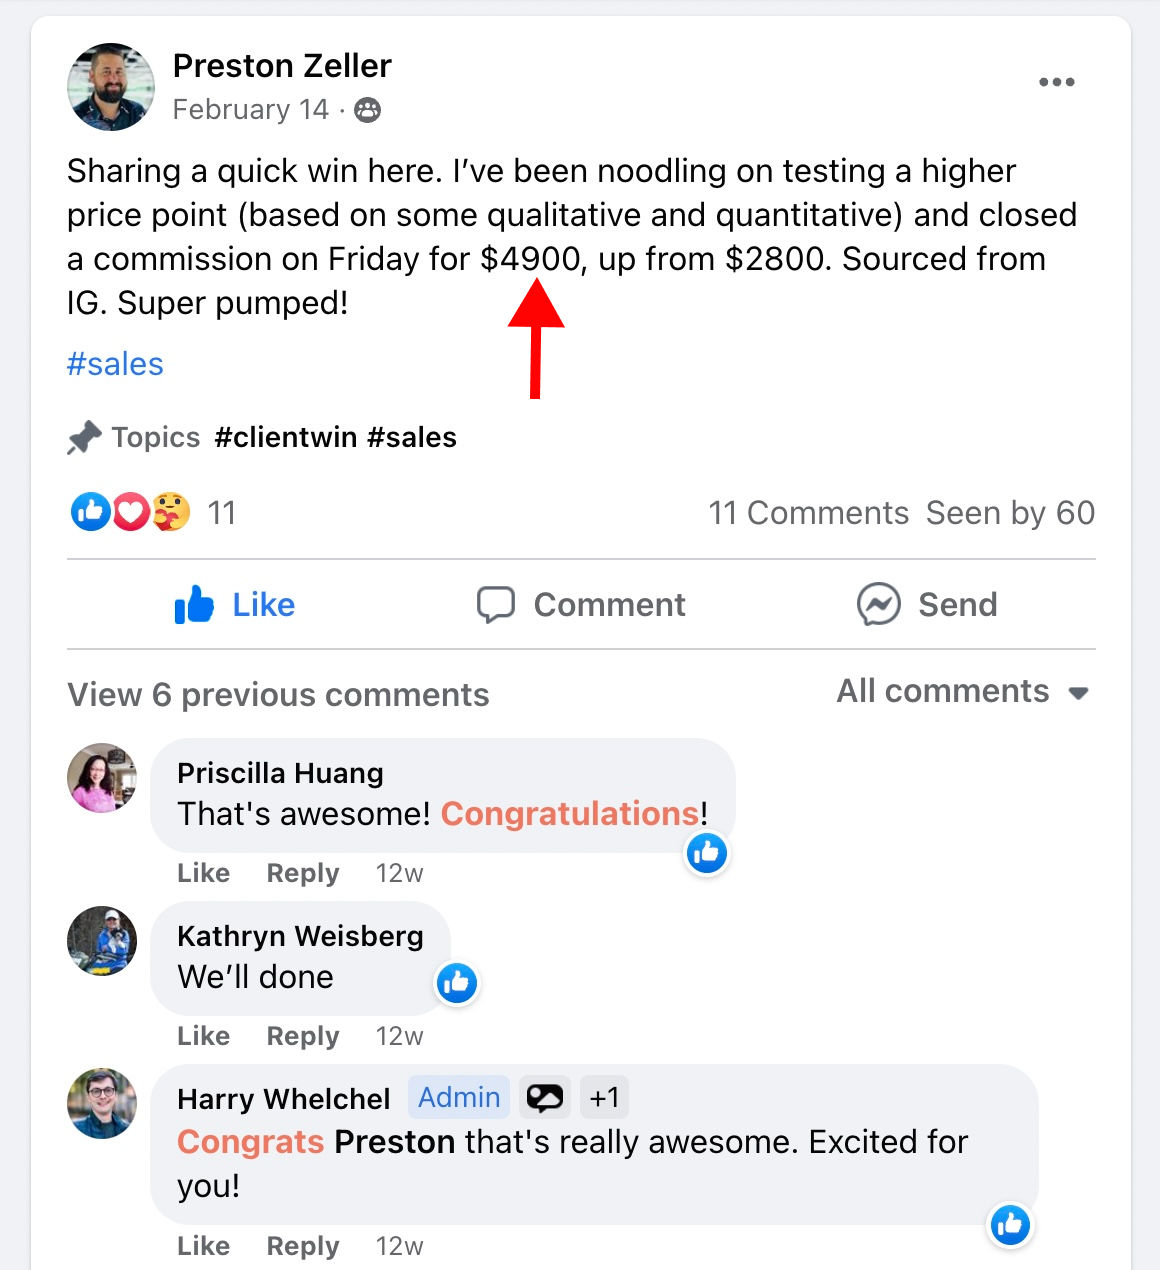 Preston Zeller
February 14 ·
Sharing a quick win here. I’ve been noodling on testing a higher
price point (based on some qualitative and quantitative) and closed
a commission on Friday for $4900, up from $2800. Sourced from
IG. Super pumped!
#sales
Topics #clientwin #sales
11
11 Comments Seen by 60
Like Comment Send
View 6 previous comments
All comments
Priscilla Huang
That's awesome! Congratulations!
Like Reply 12w
Kathryn Weisberg
We’ll done
Like Reply 12w
Harry Whelchel Admin +1
Congrats Preston that's really awesome. Excited for
you!
Like Reply 12w